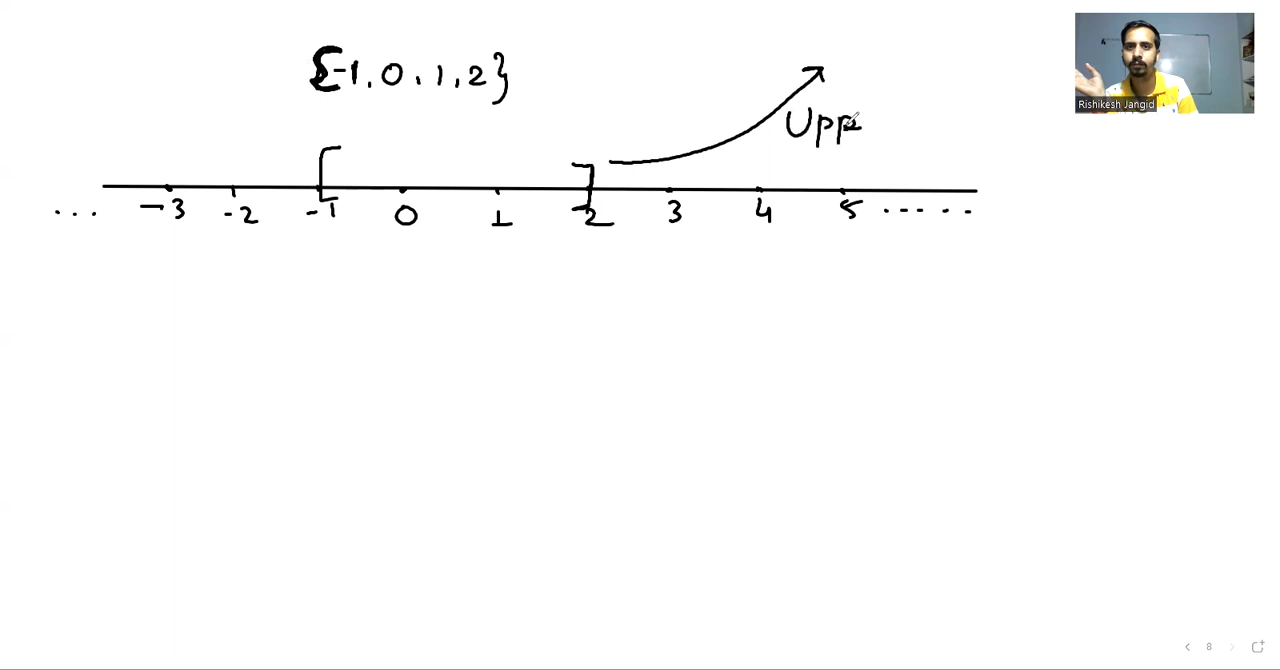 {-1, 0, 1, 2}
Upp
... -3 -2 -1 0 1 2 3 4 5 .....
Rishikesh Jangid
8